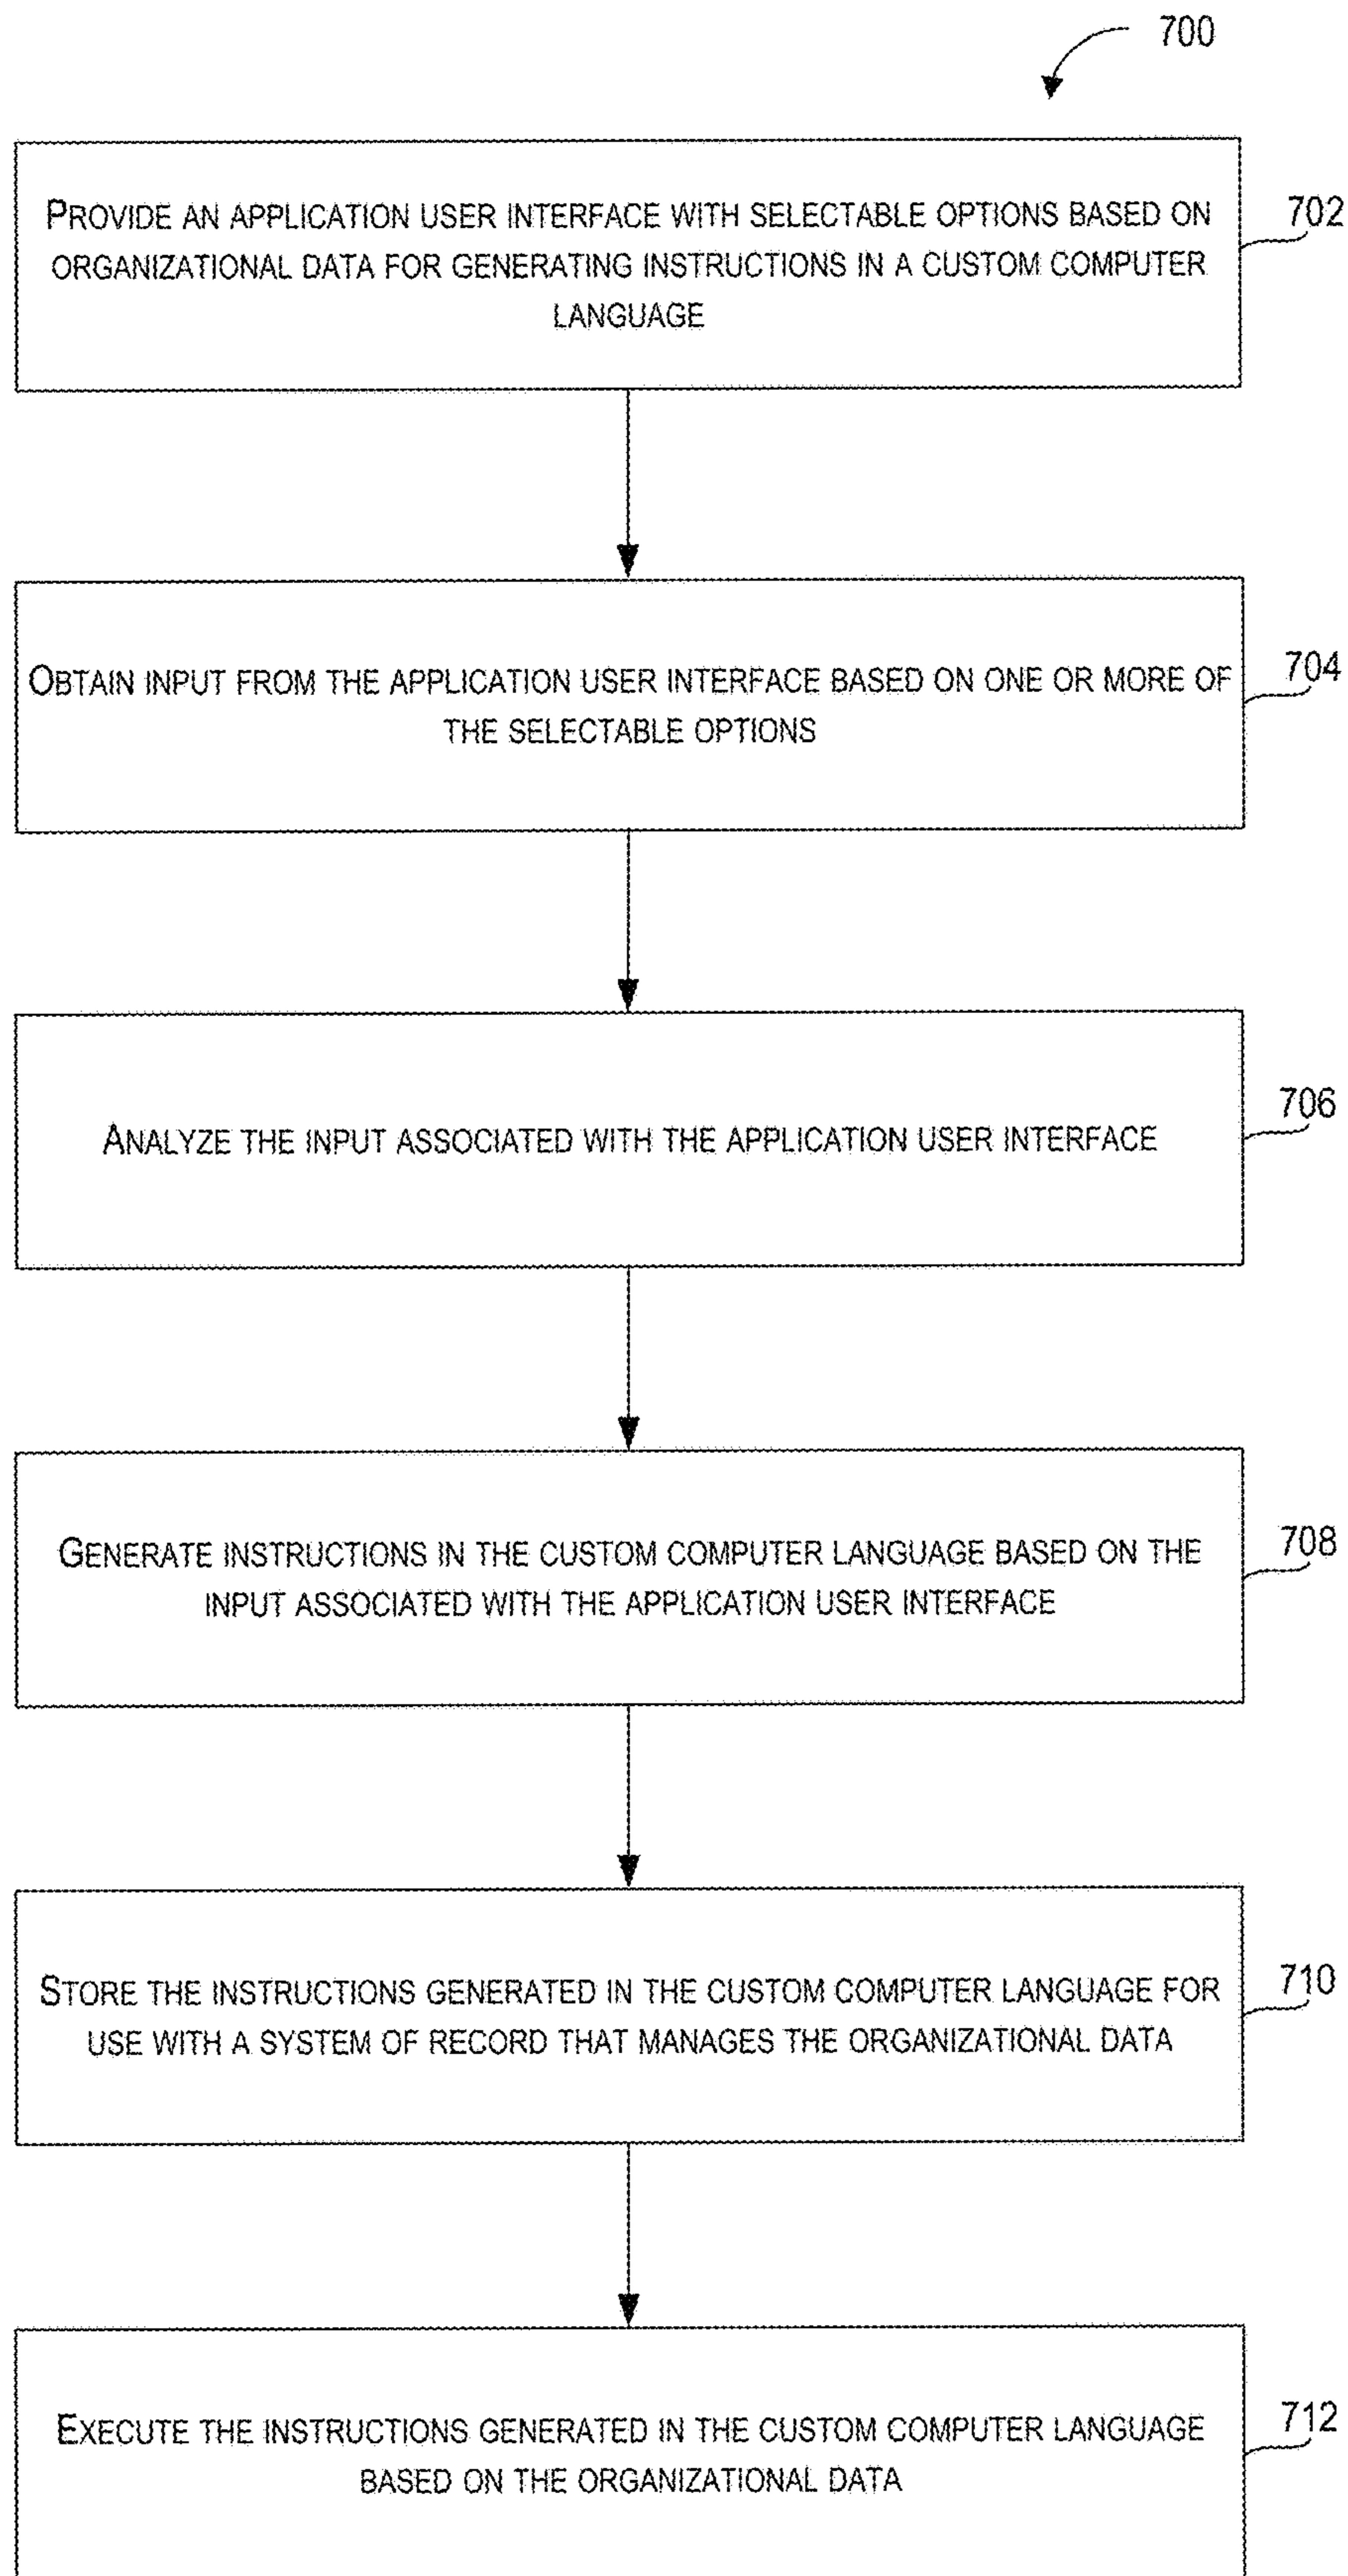 700
PROVIDE AN APPLICATION USER INTERFACE WITH SELECTABLE OPTIONS BASED ON
ORGANIZATIONAL DATA FOR GENERATING INSTRUCTIONS IN A CUSTOM COMPUTER
LANGUAGE
702
OBTAIN INPUT FROM THE APPLICATION USER INTERFACE BASED ON ONE OR MORE OF
THE SELECTABLE OPTIONS
704
ANALYZE THE INPUT ASSOCIATED WITH THE APPLICATION USER INTERFACE
706
GENERATE INSTRUCTIONS IN THE CUSTOM COMPUTER LANGUAGE BASED ON THE
INPUT ASSOCIATED WITH THE APPLICATION USER INTERFACE
708
STORE THE INSTRUCTIONS GENERATED IN THE CUSTOM COMPUTER LANGUAGE FOR
USE WITH A SYSTEM OF RECORD THAT MANAGES THE ORGANIZATIONAL DATA
710
EXECUTE THE INSTRUCTIONS GENERATED IN THE CUSTOM COMPUTER LANGUAGE
BASED ON THE ORGANIZATIONAL DATA
712